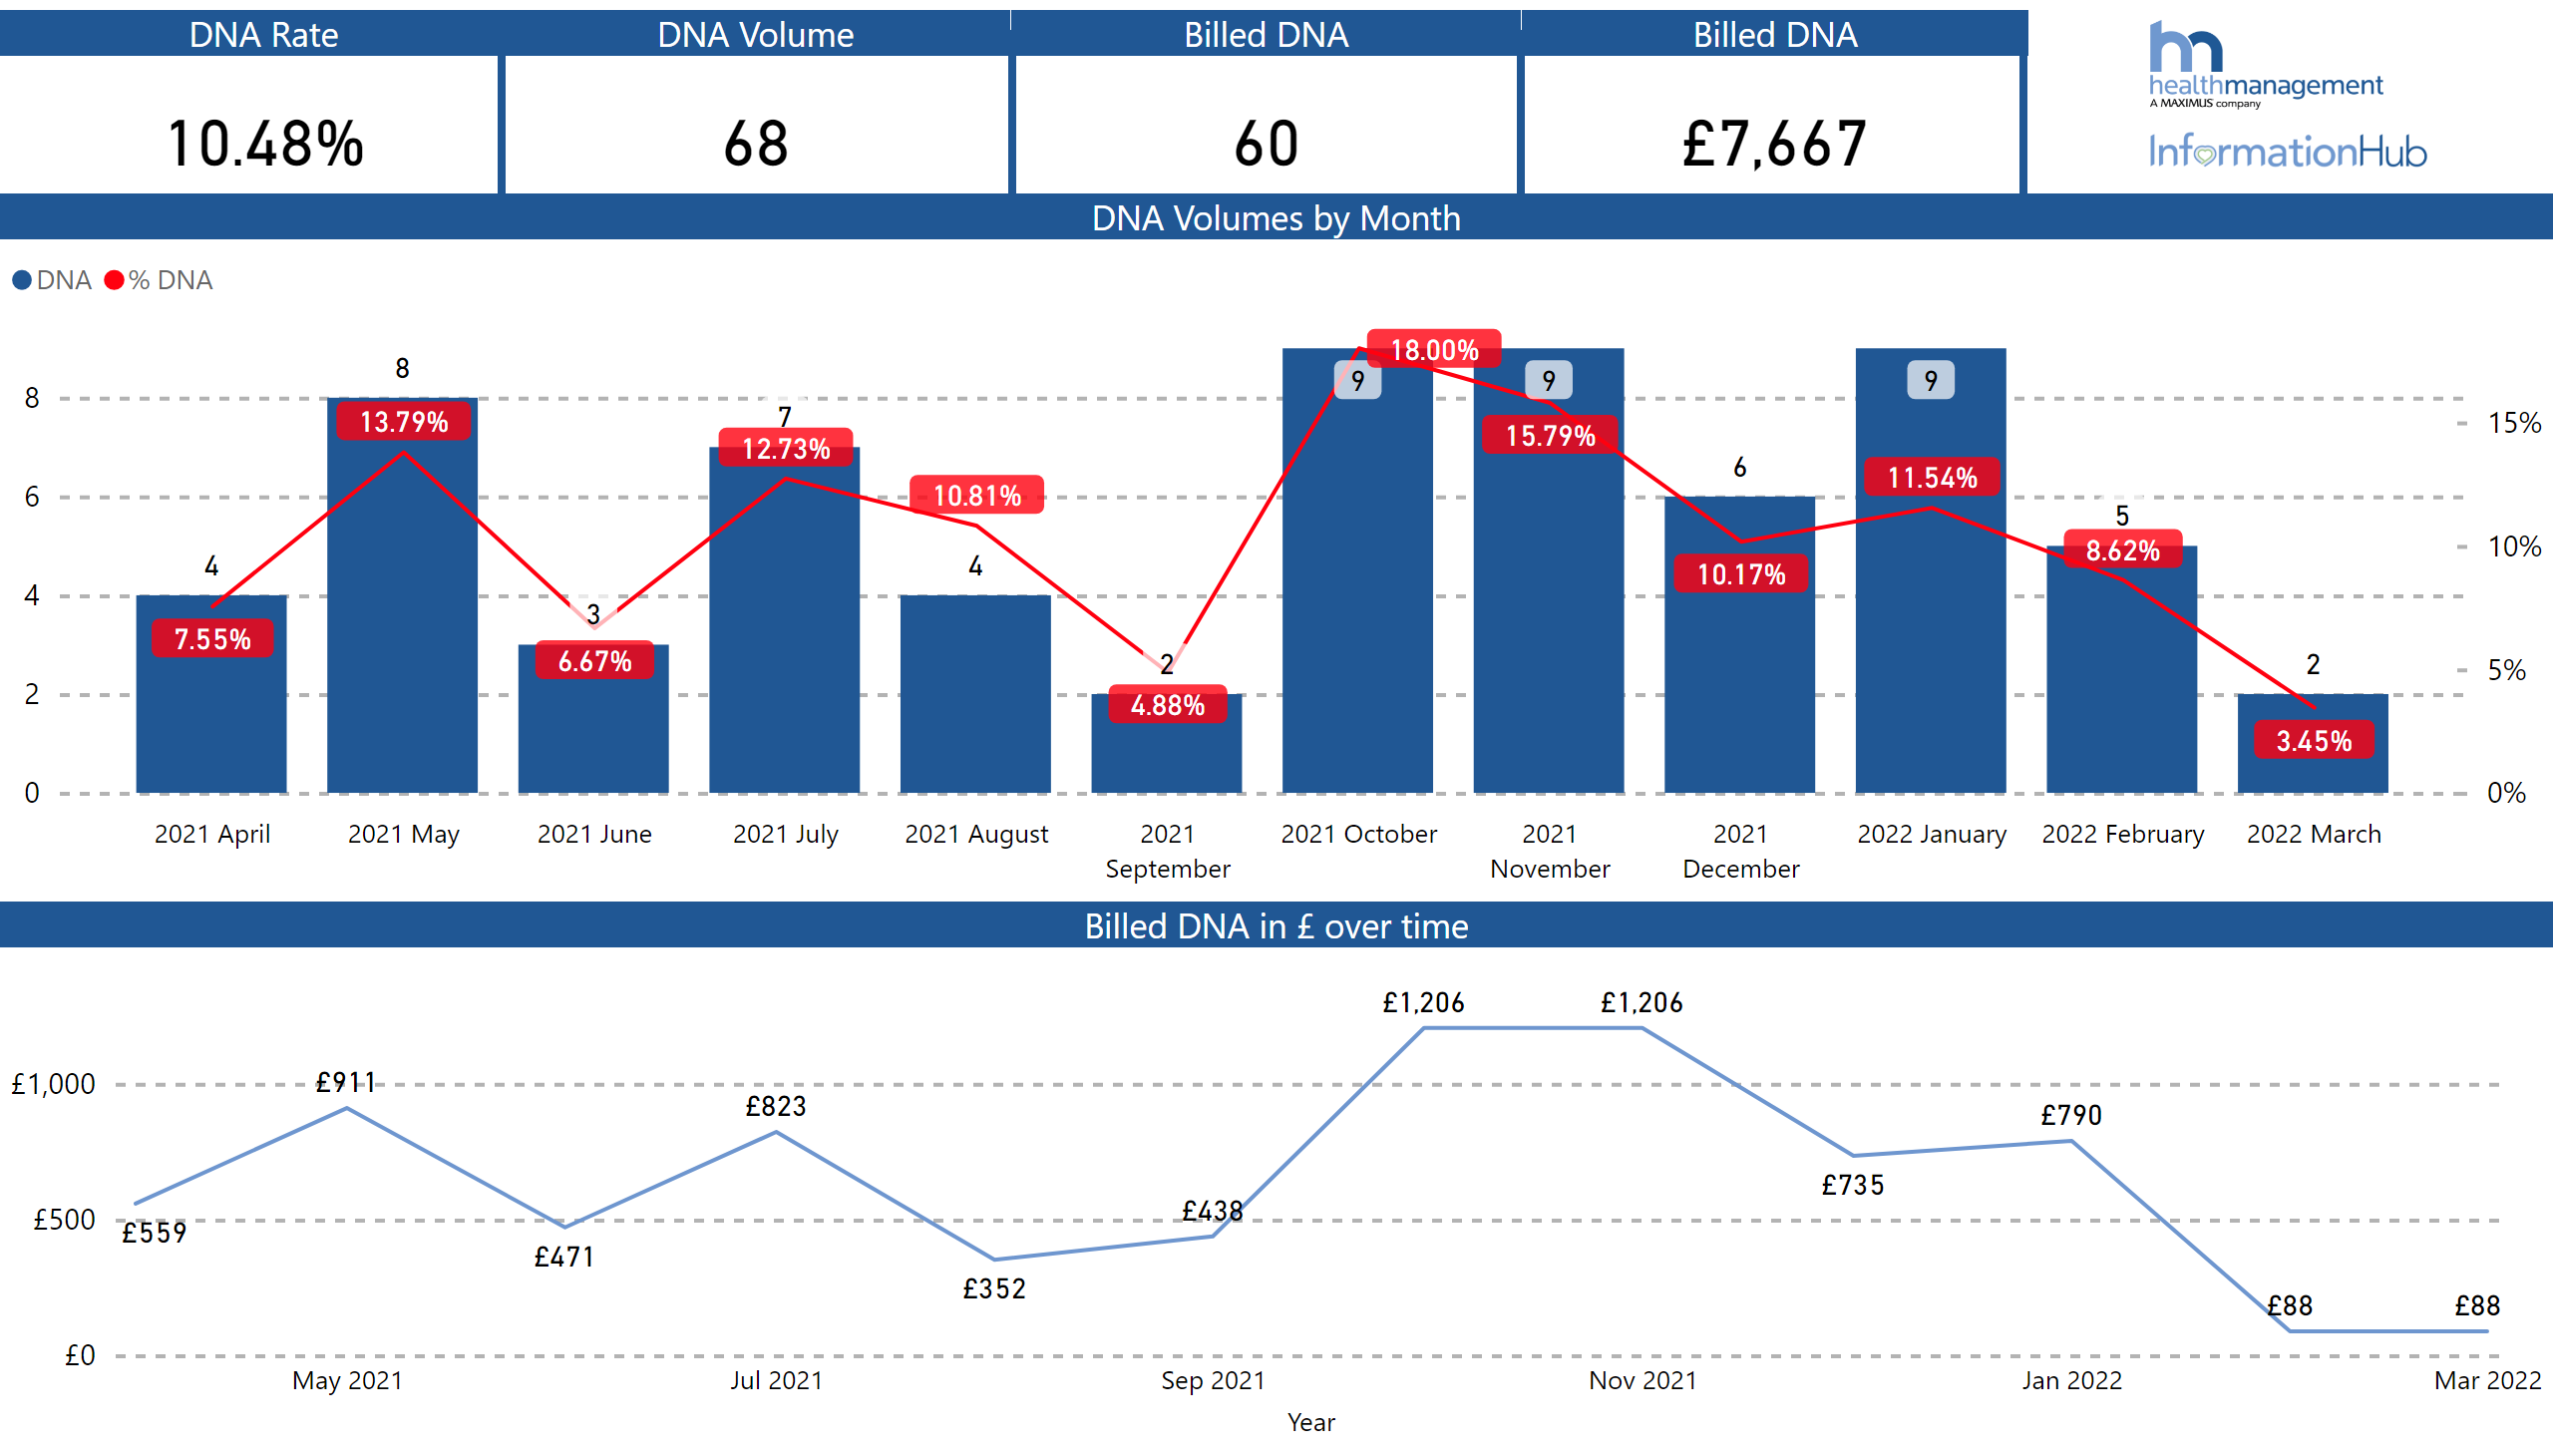 DNA Rate
DNA Volume
Billed DNA
Billed DNA
10.48%
68
60
£7,667
healthmanagement
A MAXIMUS company
InformationHub
DNA Volumes by Month
DNA % DNA
8
6
4
2
0
15%
10%
5%
0%
4
8
3
7
4
2
9
9
6
9
5
2
7.55%
13.79%
6.67%
12.73%
10.81%
4.88%
18.00%
15.79%
10.17%
11.54%
8.62%
3.45%
2021 April
2021 May
2021 June
2021 July
2021 August
2021
September
2021 October
2021
November
2021
December
2022 January
2022 February
2022 March
Billed DNA in £ over time
£1,000
£500
£0
£559
£911
£471
£823
£352
£438
£1,206
£1,206
£735
£790
£88
£88
May 2021
Jul 2021
Sep 2021
Nov 2021
Jan 2022
Mar 2022
Year